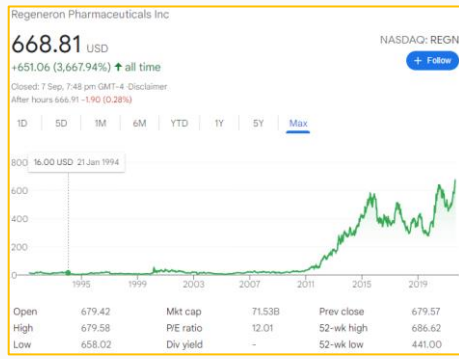 Regeneron Pharmaceuticals Inc
668.81 USD
NASDAQ: REGN
+651.06 (3,667.94%) ↑ all time
+ Follow
Closed: 7 Sep, 7:48 pm GMT-4 · Disclaimer
After hours 666.91 -1.90 (0.28%)
1D 5D 1M 6M YTD 1Y 5Y Max
800 16.00 USD 21 Jan 1994
600
400
200
0
1995 1999 2003 2007 2011 2015 2019
Open 679.42 Mkt cap 71.53B Prev close 679.57
High 679.58 P/E ratio 12.01 52-wk high 686.62
Low 658.02 Div yield - 52-wk low 441.00